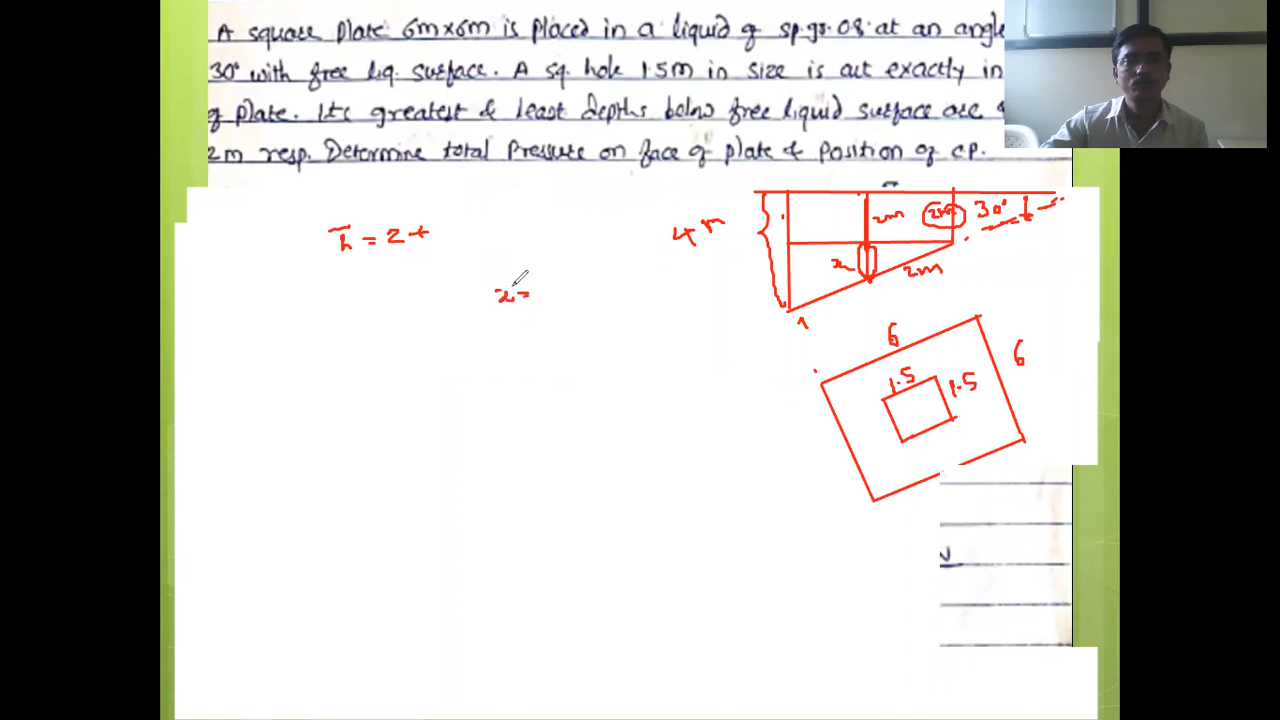 A square plate 6m x 6m is placed in a liquid of sp.gr. 0.8 at an angle
30° with free liq. surface. A sq. hole 1.5m in size is cut exactly in
of plate. Its greatest & least depths below free liquid surface are
2m resp. Determine total Pressure on face of plate & position of cp.
h̄ = 2 +
x =
4 m
2m
2m
30°
x
2m
6
6
1.5
1.5